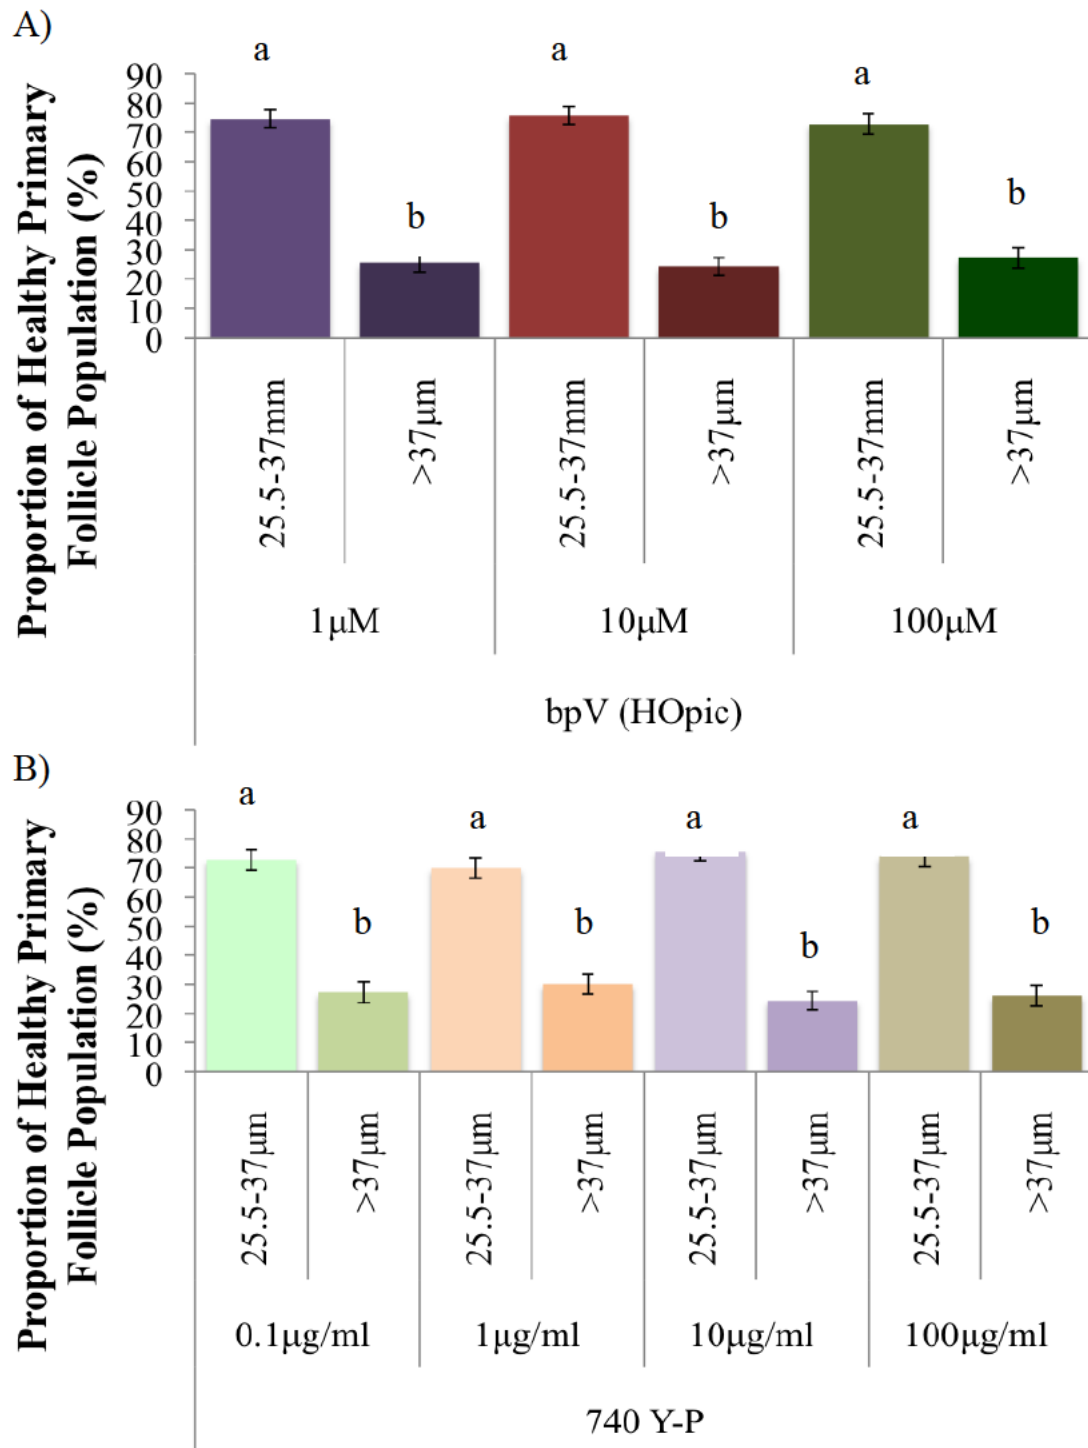 A)
Proportion of Healthy Primary
Follicle Population (%)
90
80
70
60
50
40
30
20
10
0
a
b
a
b
a
b
25.5-37mm
>37μm
25.5-37mm
>37μm
25.5-37mm
>37μm
1μM
10μM
100μM
bpV (HOpic)
B)
Proportion of Healthy Primary
Follicle Population (%)
90
80
70
60
50
40
30
20
10
0
a
b
a
b
a
b
a
b
25.5-37μm
>37μm
25.5-37μm
>37μm
25.5-37μm
>37μm
25.5-37μm
>37μm
0.1μg/ml
1μg/ml
10μg/ml
100μg/ml
740 Y-P